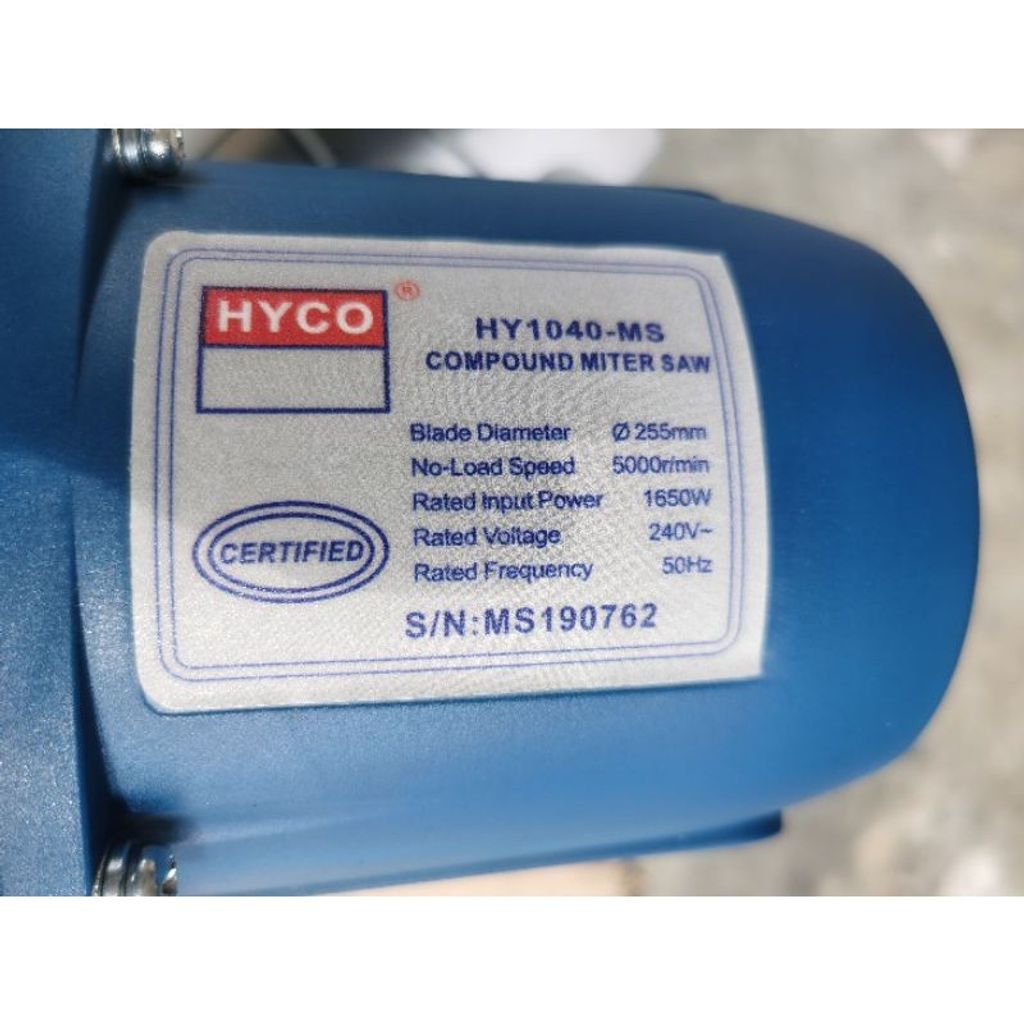 HYCO ®
HY1040-MS
COMPOUND MITER SAW
Blade Diameter Ø 255mm
No-Load Speed 5000r/min
Rated Input Power 1650W
Rated Voltage 240V~
Rated Frequency 50Hz
CERTIFIED
S/N:MS190762